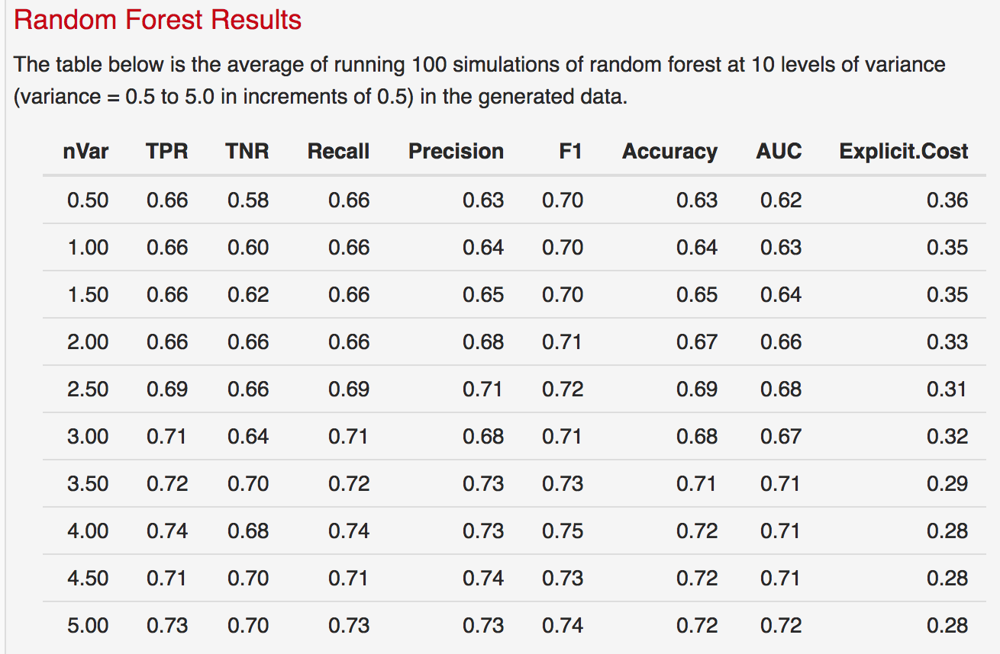 Random Forest Results
The table below is the average of running 100 simulations of random forest at 10 levels of variance
(variance = 0.5 to 5.0 in increments of 0.5) in the generated data.
nVar TPR TNR Recall Precision F1 Accuracy AUC Explicit.Cost
0.50 0.66 0.58 0.66 0.63 0.70 0.63 0.62 0.36
1.00 0.66 0.60 0.66 0.64 0.70 0.64 0.63 0.35
1.50 0.66 0.62 0.66 0.65 0.70 0.65 0.64 0.35
2.00 0.66 0.66 0.66 0.68 0.71 0.67 0.66 0.33
2.50 0.69 0.66 0.69 0.71 0.72 0.69 0.68 0.31
3.00 0.71 0.64 0.71 0.68 0.71 0.68 0.67 0.32
3.50 0.72 0.70 0.72 0.73 0.73 0.71 0.71 0.29
4.00 0.74 0.68 0.74 0.73 0.75 0.72 0.71 0.28
4.50 0.71 0.70 0.71 0.74 0.73 0.72 0.71 0.28
5.00 0.73 0.70 0.73 0.73 0.74 0.72 0.72 0.28